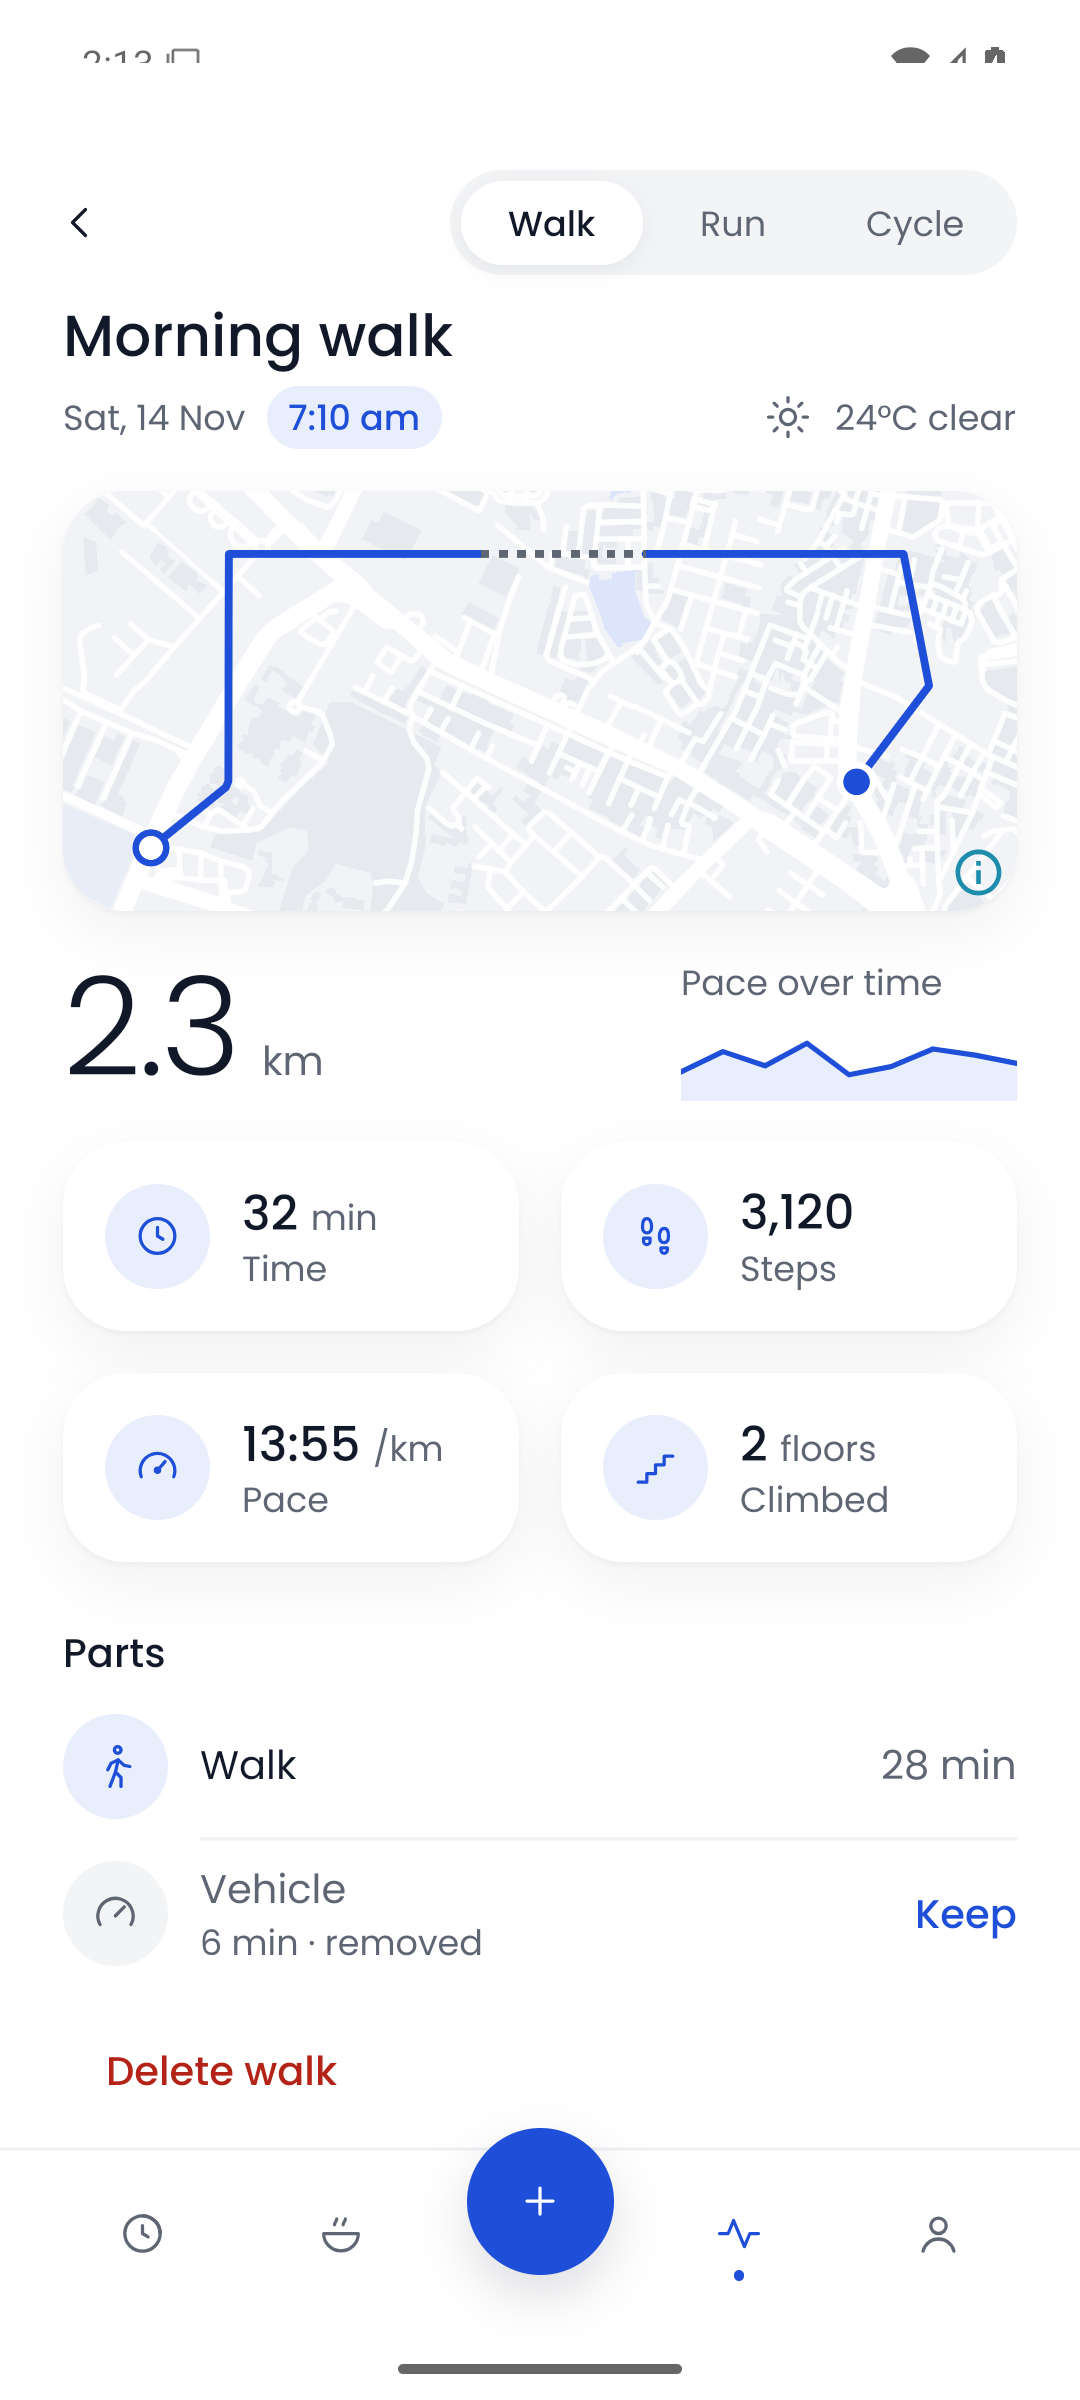 Walk Run Cycle
Morning walk
Sat, 14 Nov 7:10 am 24°C clear
2.3 km
Pace over time
32 min
Time
3,120
Steps
13:55 /km
Pace
2 floors
Climbed
Parts
Walk 28 min
Vehicle
6 min · removed
Keep
Delete walk